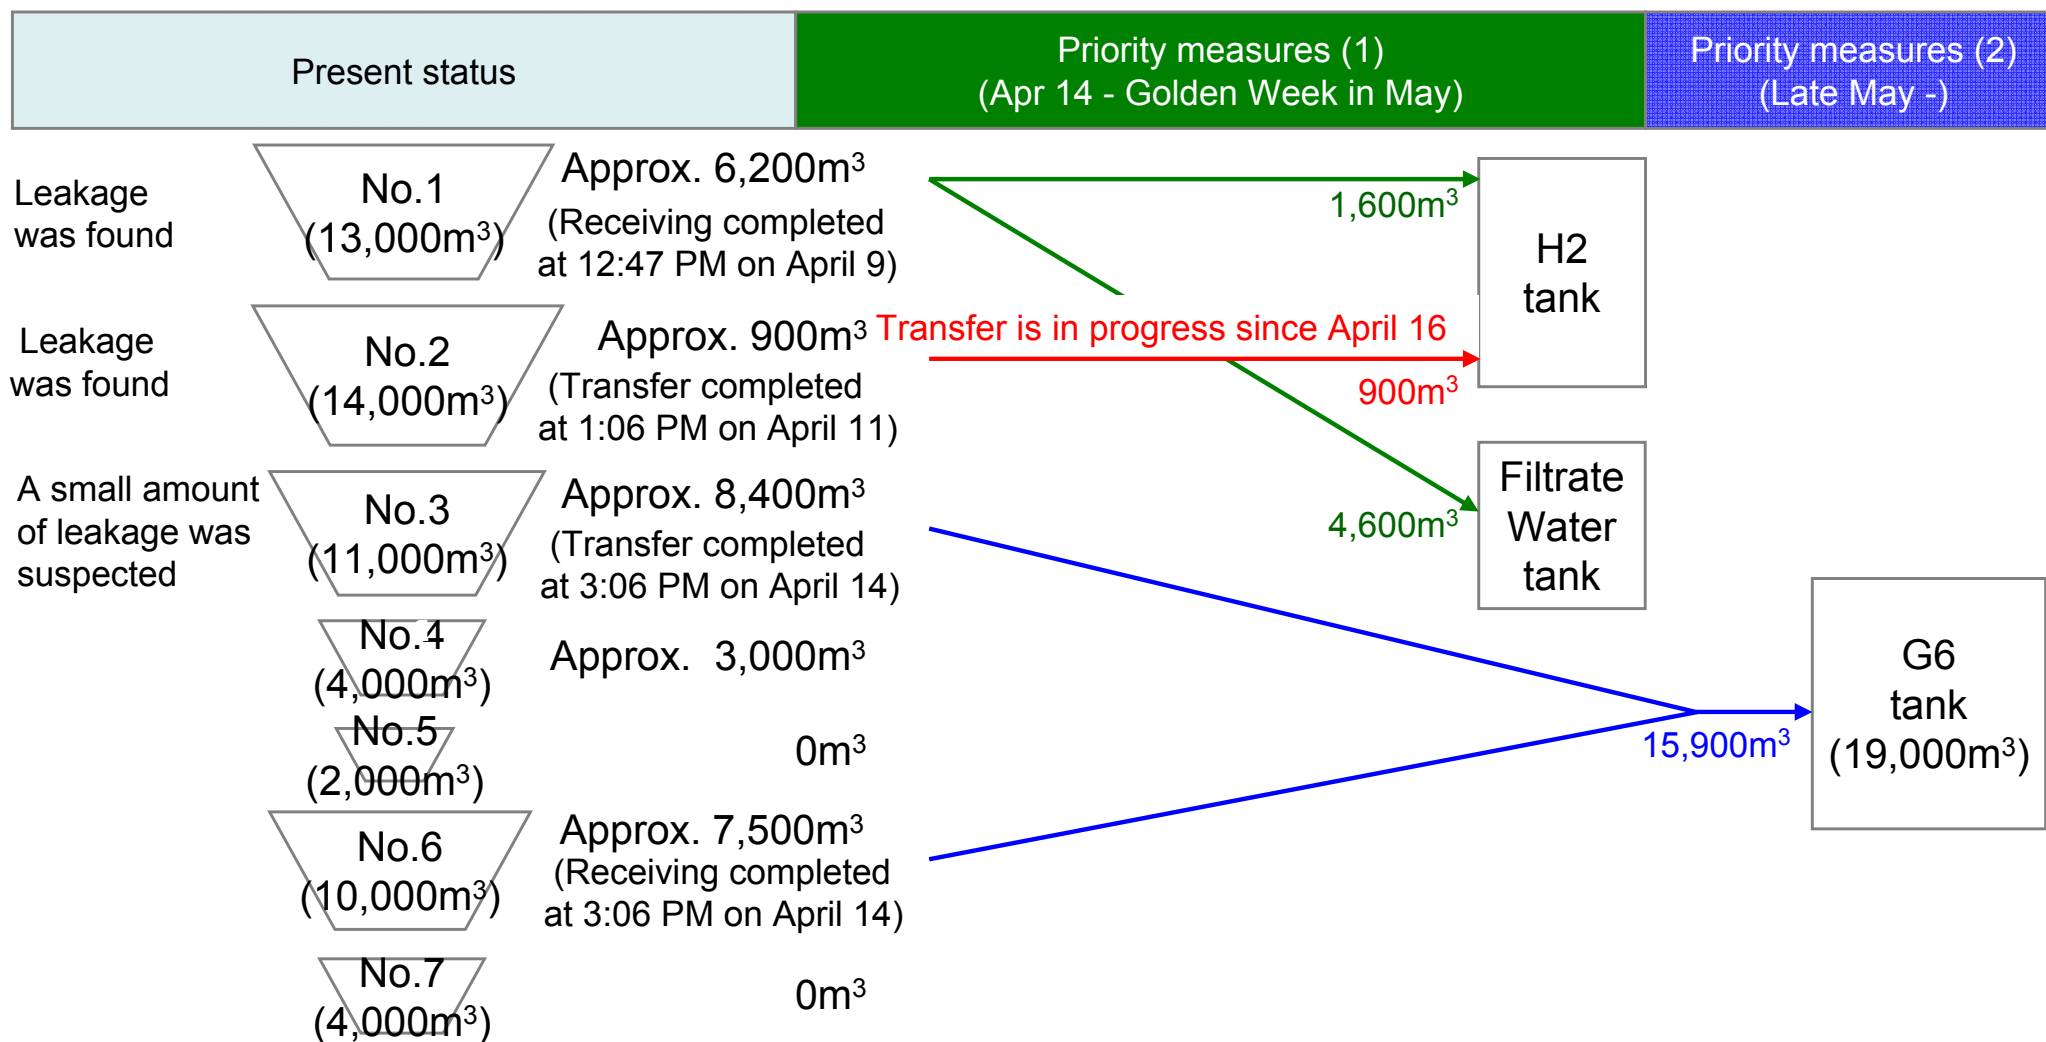 Present status
Priority measures (1)
(Apr 14 - Golden Week in May)
Priority measures (2)
(Late May -)
Leakage
was found
No.1
(13,000m³)
Approx. 6,200m³
(Receiving completed
at 12:47 PM on April 9)
1,600m³
H2
tank
Leakage
was found
No.2
(14,000m³)
Approx. 900m³
(Transfer completed
at 1:06 PM on April 11)
Transfer is in progress since April 16
900m³
A small amount
of leakage was
suspected
No.3
(11,000m³)
Approx. 8,400m³
(Transfer completed
at 3:06 PM on April 14)
4,600m³
Filtrate
Water
tank
No.4
(4,000m³)
Approx. 3,000m³
No.5
(2,000m³)
0m³
15,900m³
G6
tank
(19,000m³)
No.6
(10,000m³)
Approx. 7,500m³
(Receiving completed
at 3:06 PM on April 14)
No.7
(4,000m³)
0m³